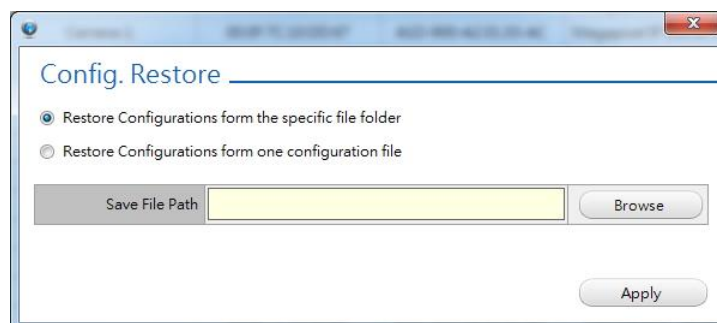 Config. Restore
Restore Configurations form the specific file folder
Restore Configurations form one configuration file
Save File Path
Browse
Apply